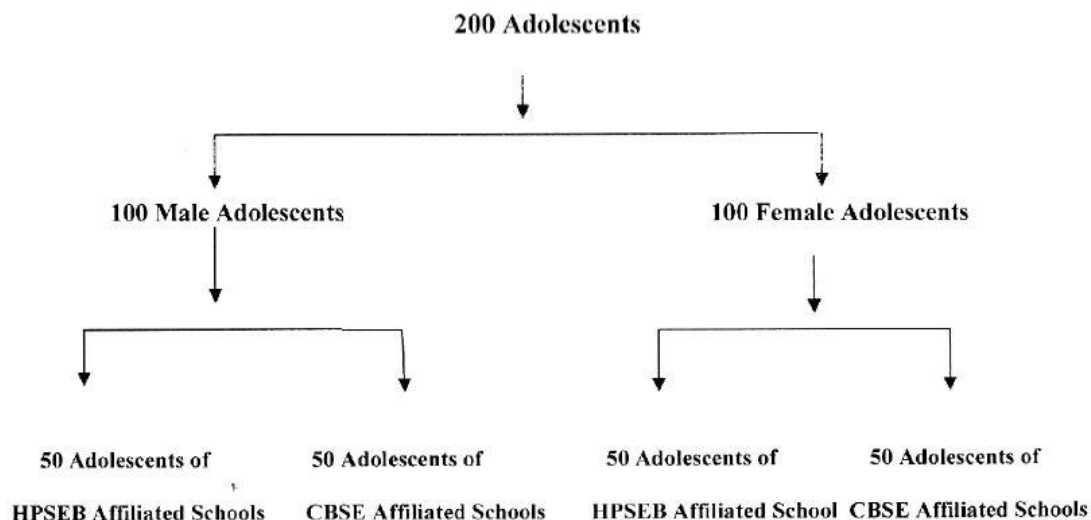 200 Adolescents
100 Male Adolescents
100 Female Adolescents
50 Adolescents of
HPSEB Affiliated Schools
50 Adolescents of
CBSE Affiliated Schools
50 Adolescents of
HPSEB Affiliated School
50 Adolescents of
CBSE Affiliated Schools